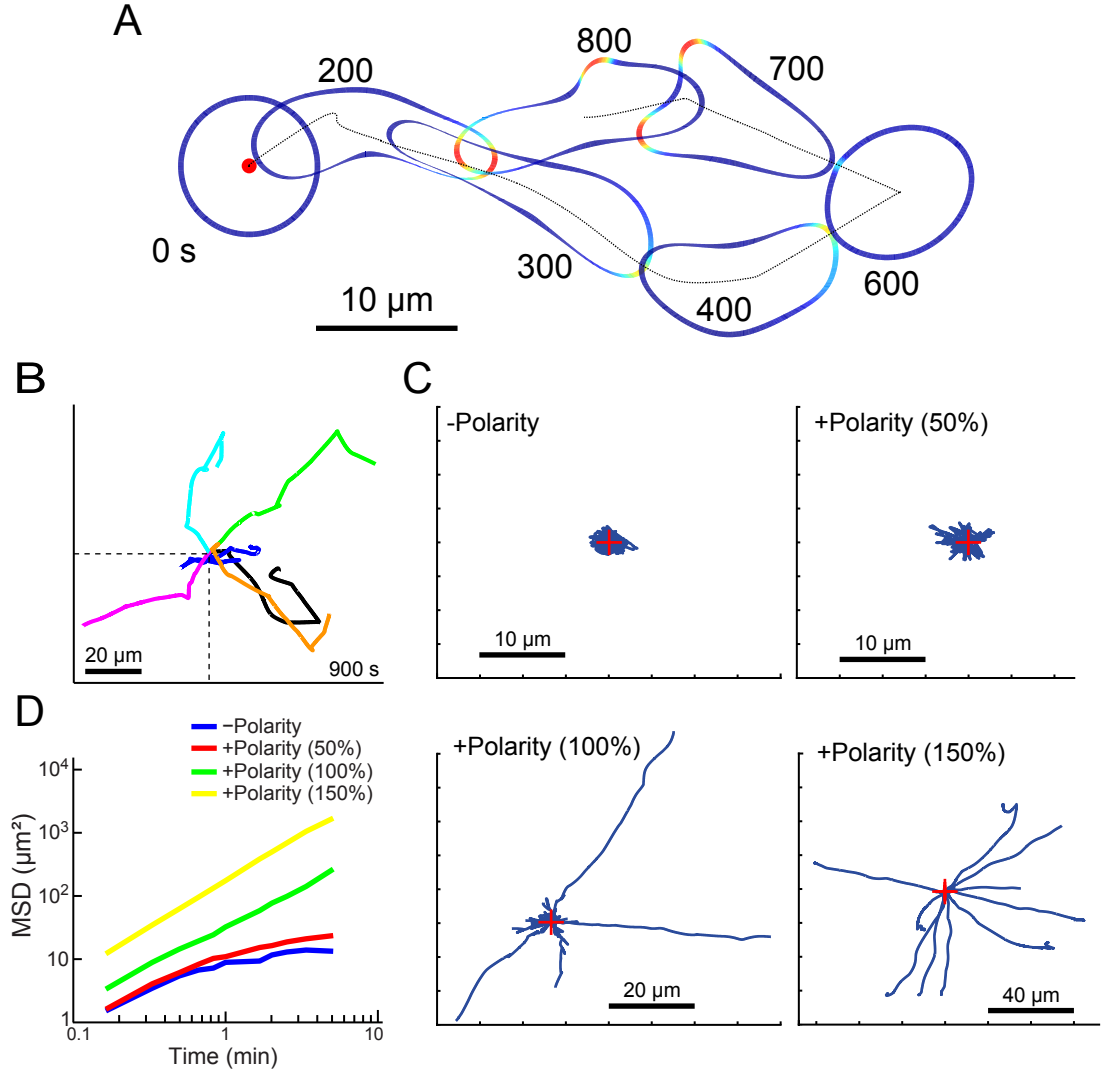 A
200
800
700
0 s
300
400
600
10 µm
B
20 µm
900 s
C
-Polarity
10 µm
+Polarity (50%)
10 µm
+Polarity (100%)
20 µm
+Polarity (150%)
40 µm
D
−Polarity
+Polarity (50%)
+Polarity (100%)
+Polarity (150%)
MSD (µm²)
10⁴
10³
10²
10
1
0.1
1
10
Time (min)